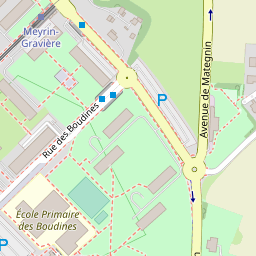 Meyrin-
Gravière
P
Avenue de Mategnin
Rue des Boudines
P
École Primaire
des Boudines
P